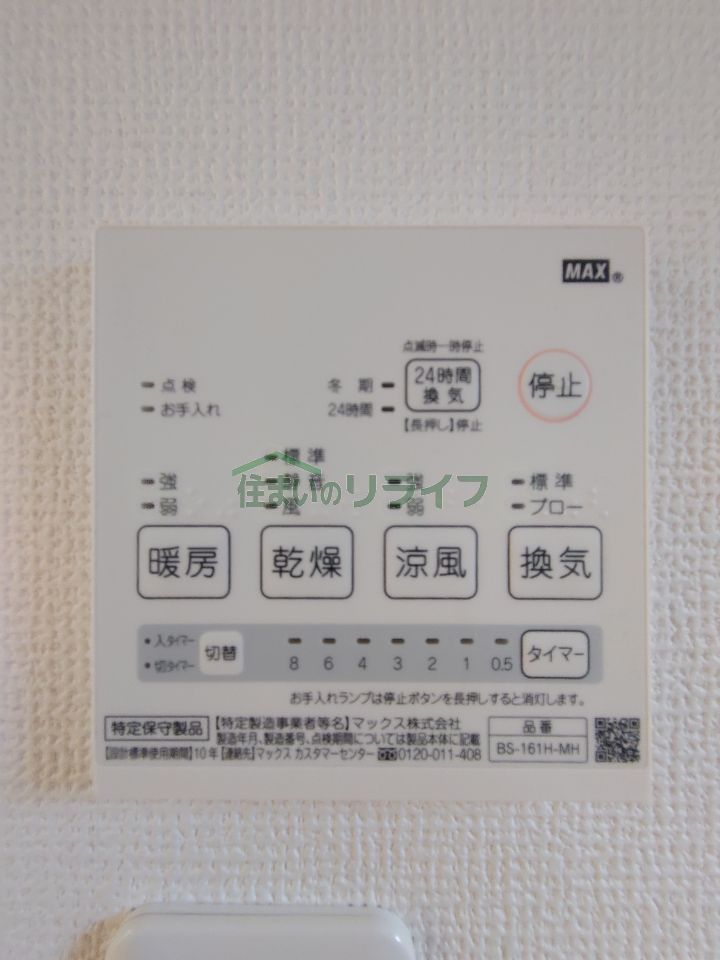 MAX®
点滅時一時停止
点検
冬期
24時間
換気
停止
お手入れ
24時間
【長押し】停止
標準
強
標準
弱
風
弱
ブロー
住まいのリライフ
暖房
乾燥
涼風
換気
入タイマー
切タイマー
切替
8 6 4 3 2 1 0.5
タイマー
お手入れランプは停止ボタンを長押しすると消灯します。
特定保守製品
【特定製造事業者等名】マックス株式会社
製造年月、製造番号、点検期間については製品本体に記載
【設計標準使用期間】10年【連絡先】マックス カスタマーセンター 0120-011-408
品番
BS-161H-MH